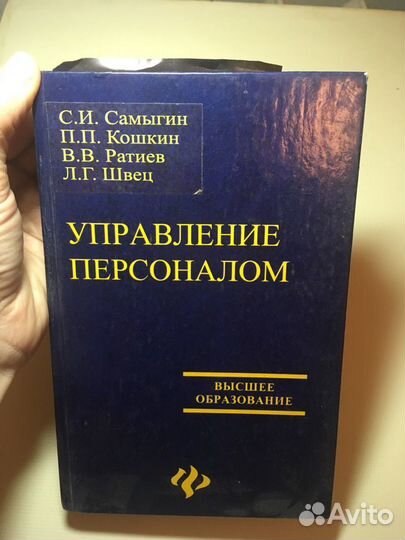 С.И. Самыгин
П.П. Кошкин
В.В. Ратиев
Л.Г. Швец
УПРАВЛЕНИЕ
ПЕРСОНАЛОМ
ВЫСШЕЕ
ОБРАЗОВАНИЕ
Avito